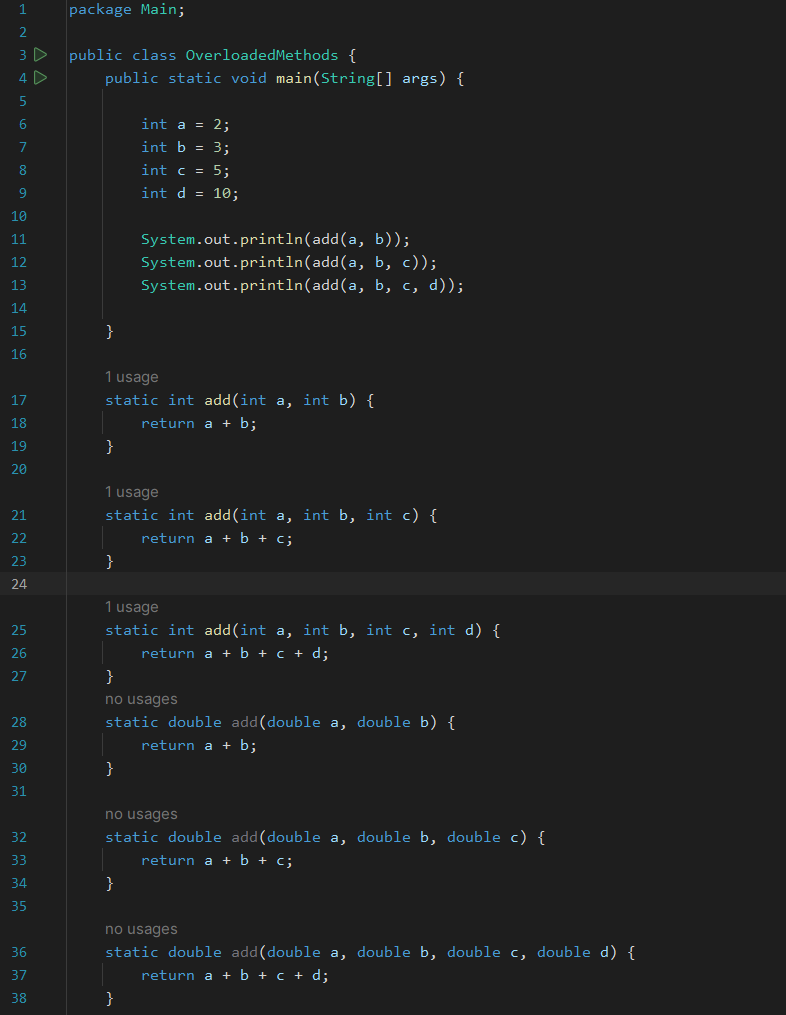 1 package Main;
2
3 public class OverloadedMethods {
4     public static void main(String[] args) {
5
6         int a = 2;
7         int b = 3;
8         int c = 5;
9         int d = 10;
10
11         System.out.println(add(a, b));
12         System.out.println(add(a, b, c));
13         System.out.println(add(a, b, c, d));
14
15     }
16
    1 usage
17     static int add(int a, int b) {
18         return a + b;
19     }
20
    1 usage
21     static int add(int a, int b, int c) {
22         return a + b + c;
23     }
24
    1 usage
25     static int add(int a, int b, int c, int d) {
26         return a + b + c + d;
27     }
    no usages
28     static double add(double a, double b) {
29         return a + b;
30     }
31
    no usages
32     static double add(double a, double b, double c) {
33         return a + b + c;
34     }
35
    no usages
36     static double add(double a, double b, double c, double d) {
37         return a + b + c + d;
38     }